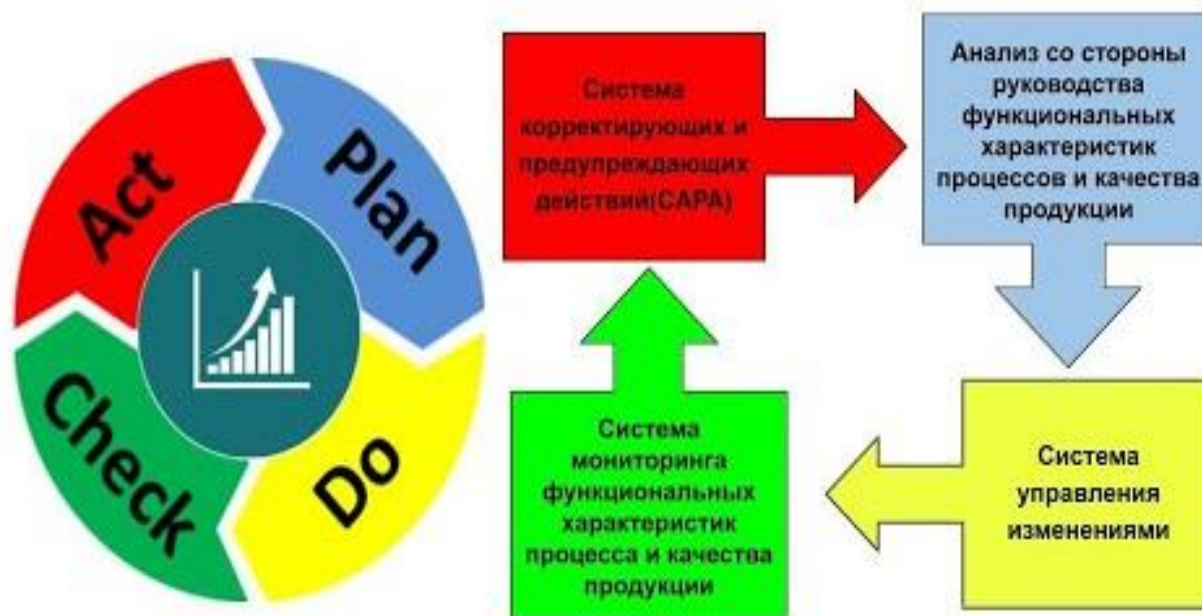 Act
Plan
Check
Do
Система
корректирующих и
предупреждающих
действий(CAPA)
Анализ со стороны
руководства
функциональных
характеристик
процессов и качества
продукции
Система
мониторинга
функциональных
характеристик
процесса и качества
продукции
Система
управления
изменениями